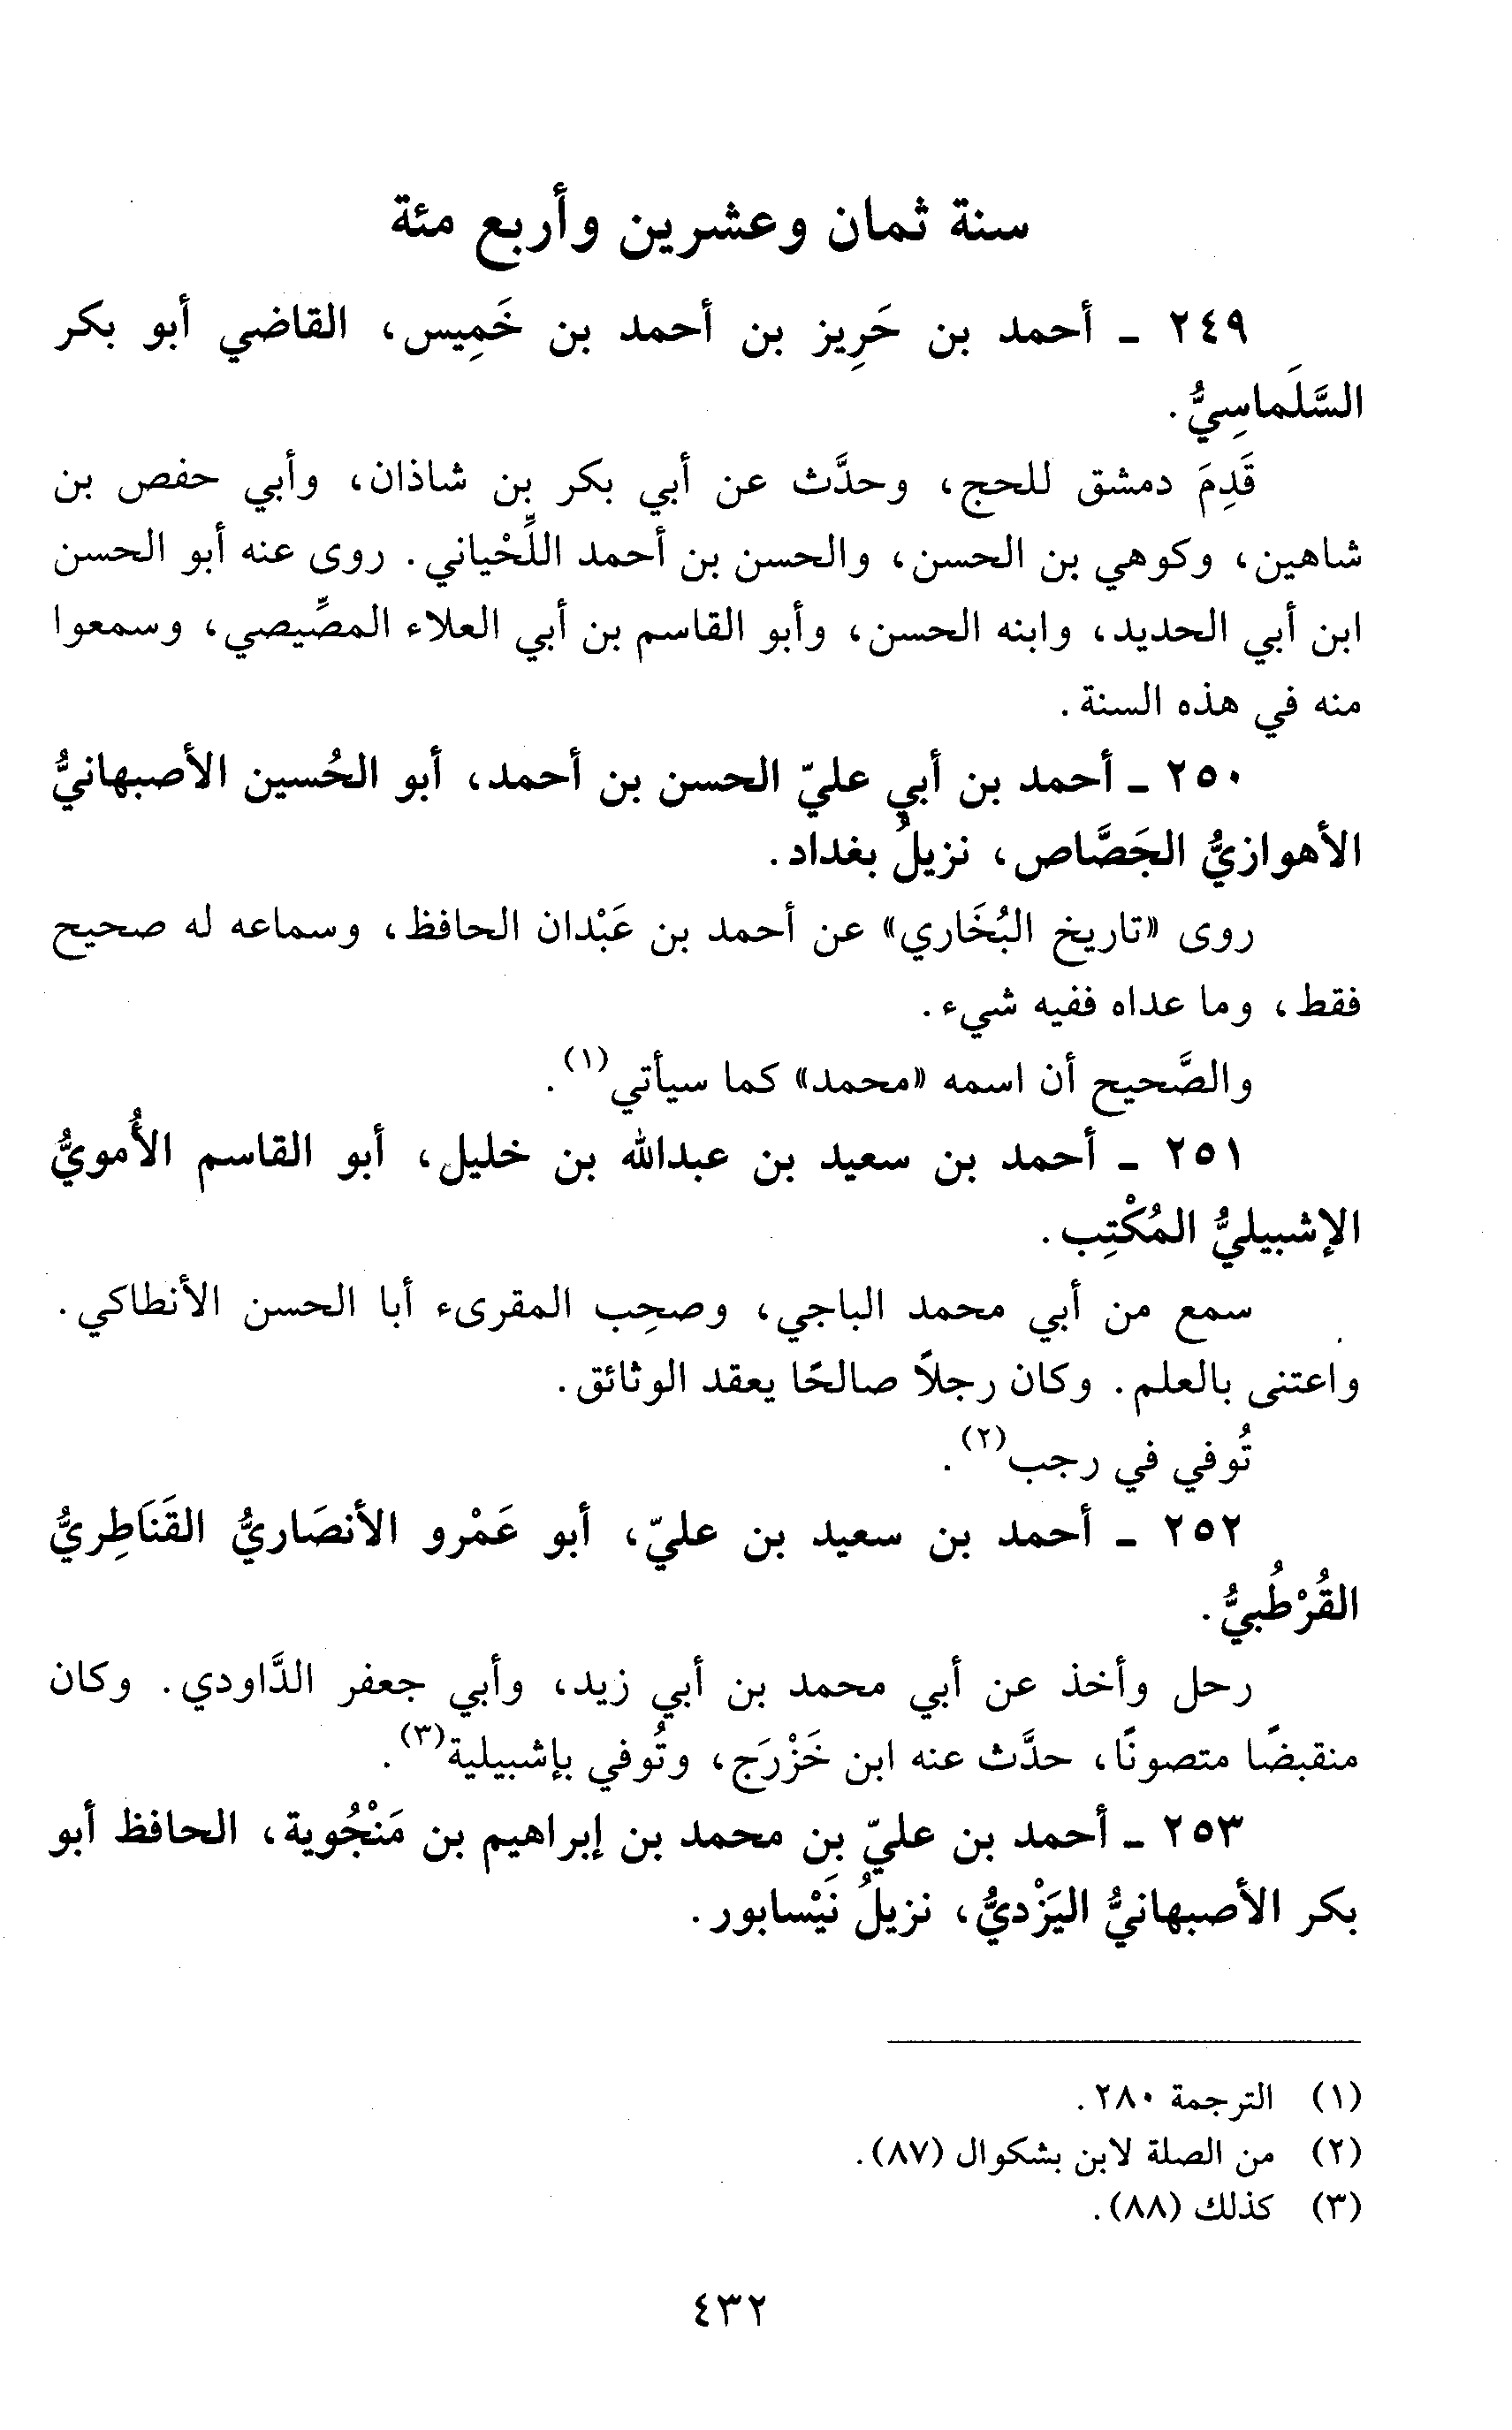 سنة ثمان وعشرين وأربع مئة
٢٤٩ - أحمد بن حَرِيز بن أحمد بن خَمِيس، القاضي أبو بكر
السَّلَماسِيُّ.
قَدِمَ دمشق للحج، وحدَّث عن أبي بكر بن شاذان، وأبي حفص بن
شاهين، وكوهي بن الحسن، والحسن بن أحمد اللِّحْياني. روى عنه أبو الحسن
ابن أبي الحديد، وابنه الحسن، وأبو القاسم بن أبي العلاء المصِّيصي، وسمعوا
منه في هذه السنة.
٢٥٠ - أحمد بن أبي عليّ الحسن بن أحمد، أبو الحُسين الأصبهانيُّ
الأهوازيُّ الجَصَّاص، نزيلُ بغداد.
روى «تاريخ البُخَاري» عن أحمد بن عَبْدان الحافظ، وسماعه له صحيح
فقط، وما عداه ففيه شيء.
والصَّحيح أن اسمه «محمد» كما سيأتي(١).
٢٥١ - أحمد بن سعيد بن عبدالله بن خليل، أبو القاسم الأُمويُّ
الإشبيليُّ المُكْتِب.
سمع من أبي محمد الباجي، وصحِب المقرىء أبا الحسن الأنطاكي.
واعتنى بالعلم. وكان رجلاً صالحًا يعقد الوثائق.
تُوفي في رجب(٢).
٢٥٢ - أحمد بن سعيد بن عليّ، أبو عَمْرو الأنصَاريُّ القَنَاطِريُّ
القُرْطُبيُّ.
رحل وأخذ عن أبي محمد بن أبي زيد، وأبي جعفر الدَّاودي. وكان
منقبضًا متصونًا، حدَّث عنه ابن خَزْرَج، وتُوفي بإشبيلية(٣).
٢٥٣ - أحمد بن عليّ بن محمد بن إبراهيم بن مَنْجُوية، الحافظ أبو
بكر الأصبهانيُّ اليَزْديُّ، نزيلُ نَيْسابور.
(١) الترجمة ٢٨٠.
(٢) من الصلة لابن بشكوال (٨٧).
(٣) كذلك (٨٨).
٤٣٢